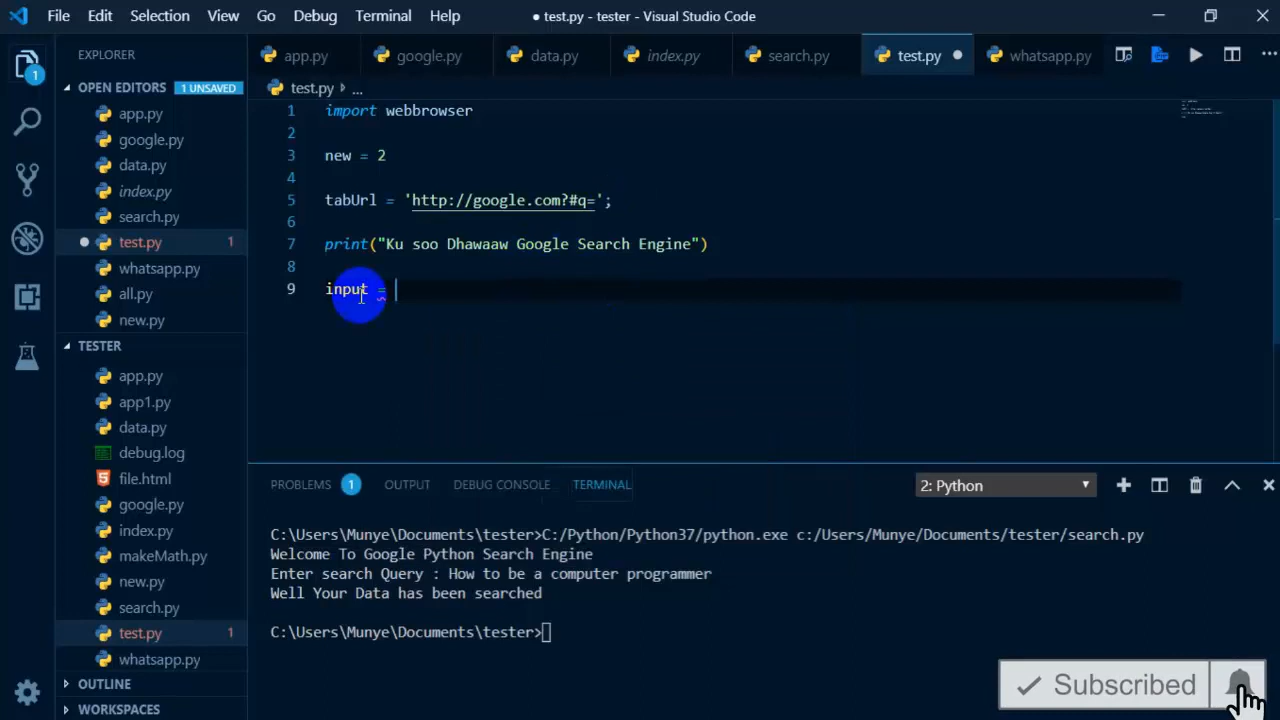 File Edit Selection View Go Debug Terminal Help
● test.py - tester - Visual Studio Code
EXPLORER
app.py google.py data.py index.py search.py test.py whatsapp.py
OPEN EDITORS 1 UNSAVED
app.py
google.py
data.py
index.py
search.py
test.py 1
whatsapp.py
all.py
new.py
TESTER
app.py
app1.py
data.py
debug.log
file.html
google.py
index.py
makeMath.py
new.py
search.py
test.py 1
whatsapp.py
OUTLINE
WORKSPACES
1
test.py ...
1 import webbrowser
2
3 new = 2
4
5 tabUrl = 'http://google.com?#q=';
6
7 print("Ku soo Dhawaaw Google Search Engine")
8
9 input =
PROBLEMS 1 OUTPUT DEBUG CONSOLE TERMINAL 2: Python
C:\Users\Munye\Documents\tester>C:/Python/Python37/python.exe c:/Users/Munye/Documents/tester/search.py
Welcome To Google Python Search Engine
Enter search Query : How to be a computer programmer
Well Your Data has been searched
C:\Users\Munye\Documents\tester>
Subscribed